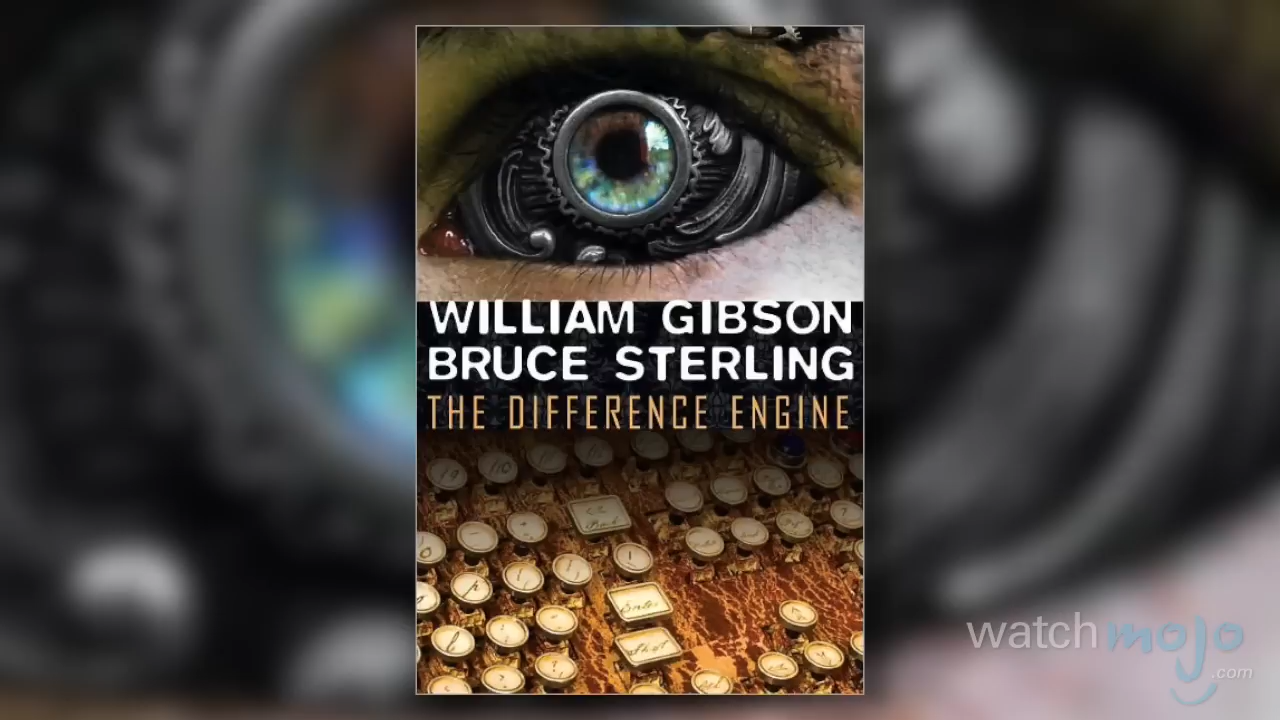 WILLIAM GIBSON
BRUCE STERLING
THE DIFFERENCE ENGINE
watchmojo
.com